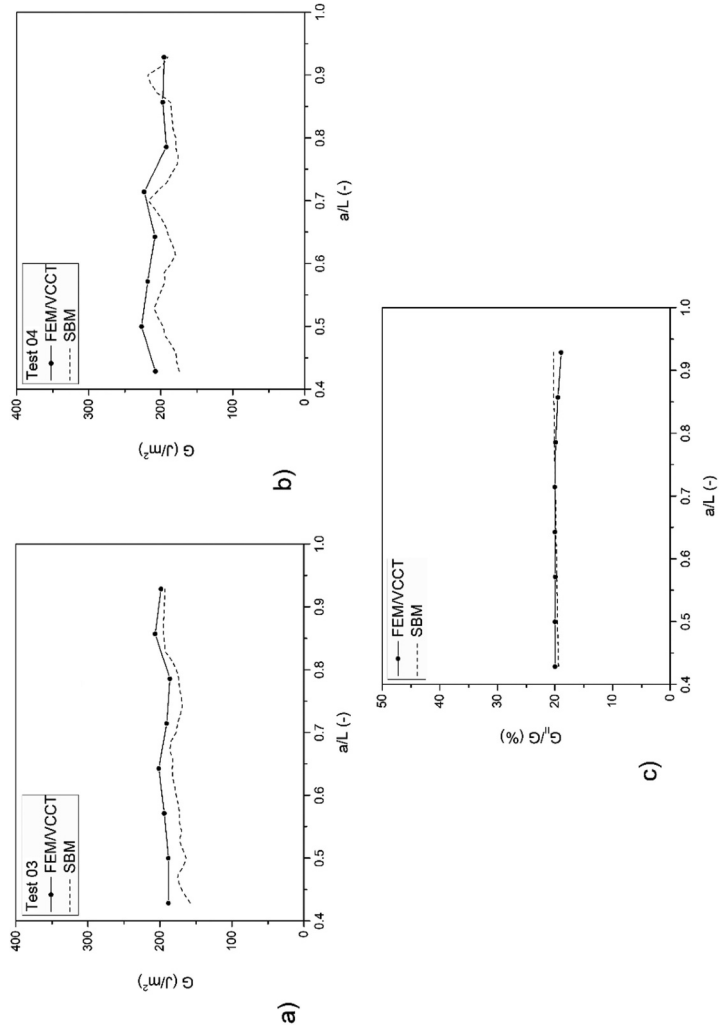 a)
G (J/m²)
400
300
200
100
0
Test 03
FEM/VCCT
SBM
0.4 0.5 0.6 0.7 0.8 0.9 1.0
a/L (-)
b)
G (J/m²)
400
300
200
100
0
Test 04
FEM/VCCT
SBM
0.4 0.5 0.6 0.7 0.8 0.9 1.0
a/L (-)
c)
G_II/G (%)
50
40
30
20
10
0
FEM/VCCT
SBM
0.4 0.5 0.6 0.7 0.8 0.9 1.0
a/L (-)